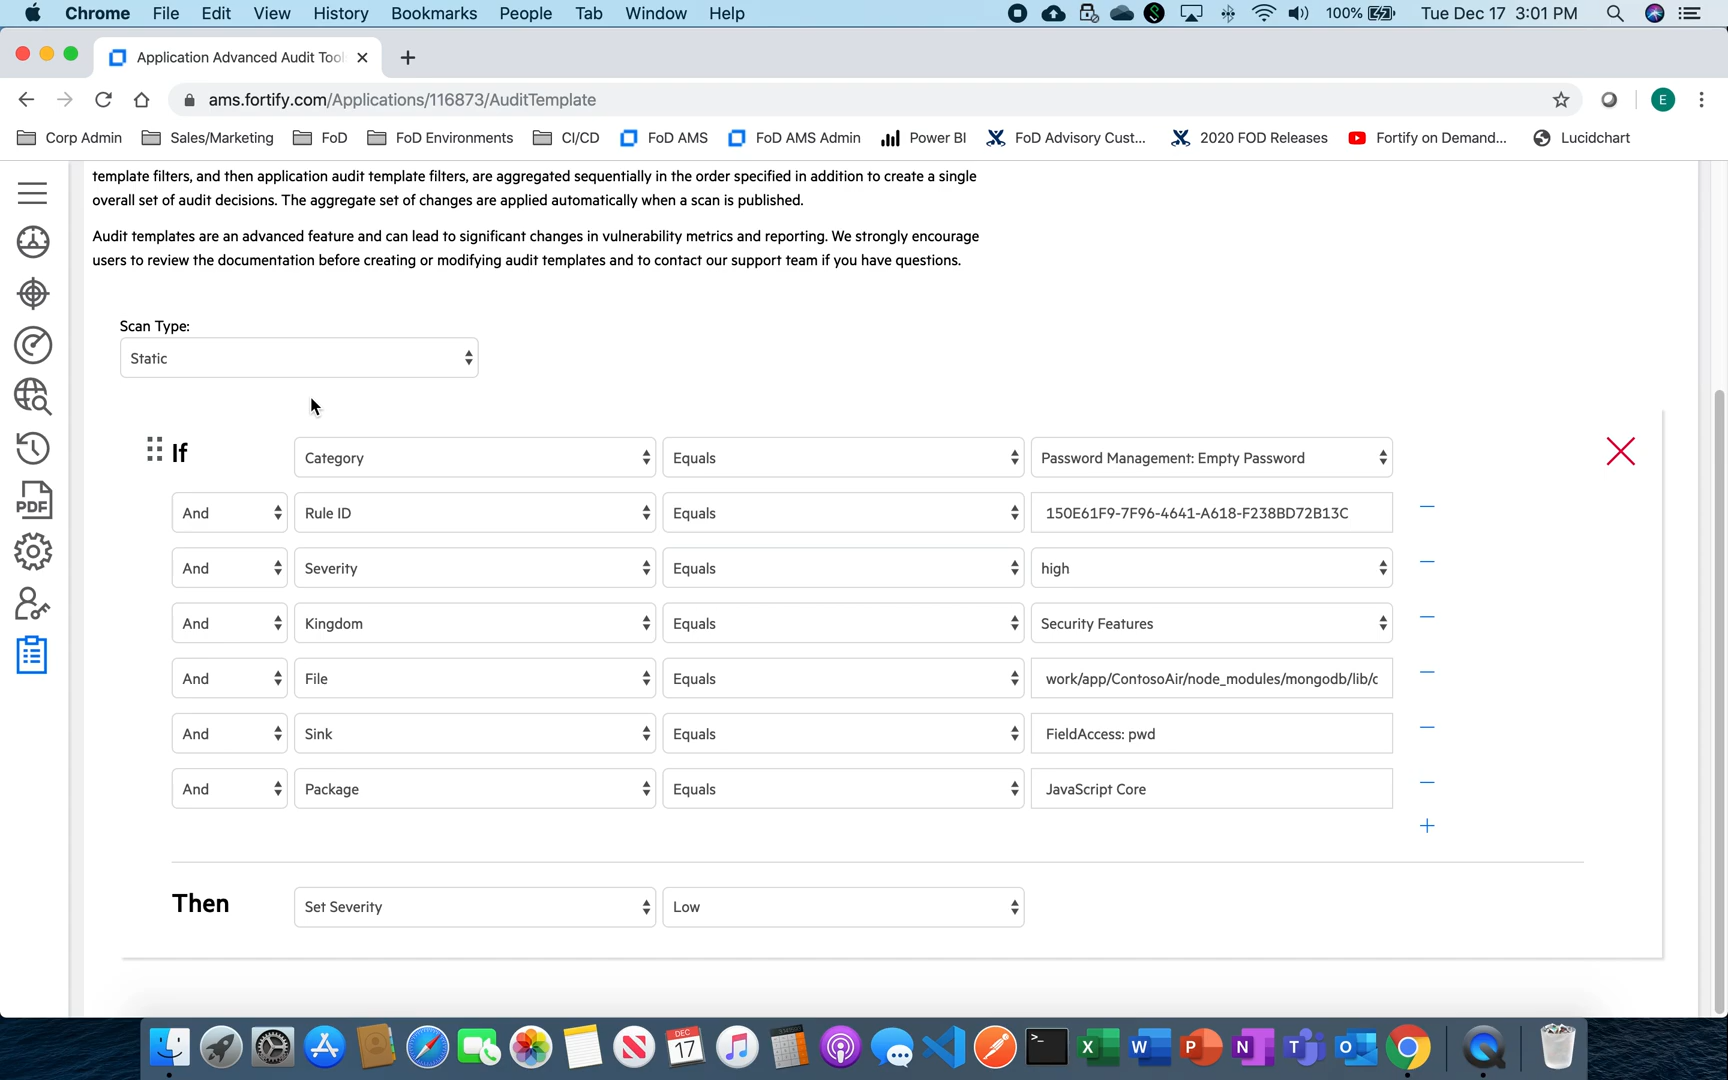 Chrome File Edit View History Bookmarks People Tab Window Help 100% Tue Dec 17 3:01 PM
Application Advanced Audit Tool
ams.fortify.com/Applications/116873/AuditTemplate E
Corp Admin Sales/Marketing FoD FoD Environments CI/CD FoD AMS FoD AMS Admin Power BI FoD Advisory Cust... 2020 FOD Releases Fortify on Demand... Lucidchart
template filters, and then application audit template filters, are aggregated sequentially in the order specified in addition to create a single
overall set of audit decisions. The aggregate set of changes are applied automatically when a scan is published.
Audit templates are an advanced feature and can lead to significant changes in vulnerability metrics and reporting. We strongly encourage
users to review the documentation before creating or modifying audit templates and to contact our support team if you have questions.
Scan Type:
Static
If Category Equals Password Management: Empty Password
And Rule ID Equals 150E61F9-7F96-4641-A618-F238BD72B13C
And Severity Equals high
And Kingdom Equals Security Features
And File Equals work/app/ContosoAir/node_modules/mongodb/lib/c
And Sink Equals FieldAccess: pwd
And Package Equals JavaScript Core
Then Set Severity Low
PDF
DEC
17